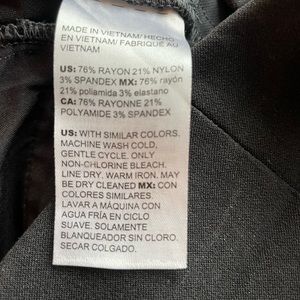 MADE IN VIETNAM/ HECHO
EN VIETNAM/ FABRIQUÉ AU
VIETNAM
US: 76% RAYON 21% NYLON
3% SPANDEX MX: 76% rayón
21% poliamida 3% elastano
CA: 76% RAYONNE 21%
POLYAMIDE 3% SPANDEX
US: WITH SIMILAR COLORS.
MACHINE WASH COLD,
GENTLE CYCLE. ONLY
NON-CHLORINE BLEACH.
LINE DRY. WARM IRON. MAY
BE DRY CLEANED MX: CON
COLORES SIMILARES.
LAVAR A MÁQUINA CON
AGUA FRÍA EN CICLO
SUAVE. SOLAMENTE
BLANQUEADOR SIN CLORO.
SECAR COLGADO.